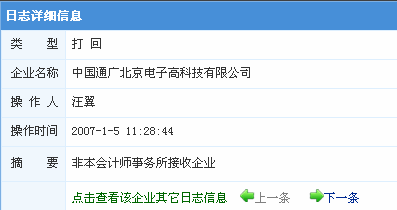 日志详细信息
类 型 打 回
企业名称 中国通广北京电子高科技有限公司
操 作 人 汪翼
操作时间 2007-1-5 11:28:44
摘 要 非本会计师事务所接收企业
点击查看该企业其它日志信息 上一条 下一条